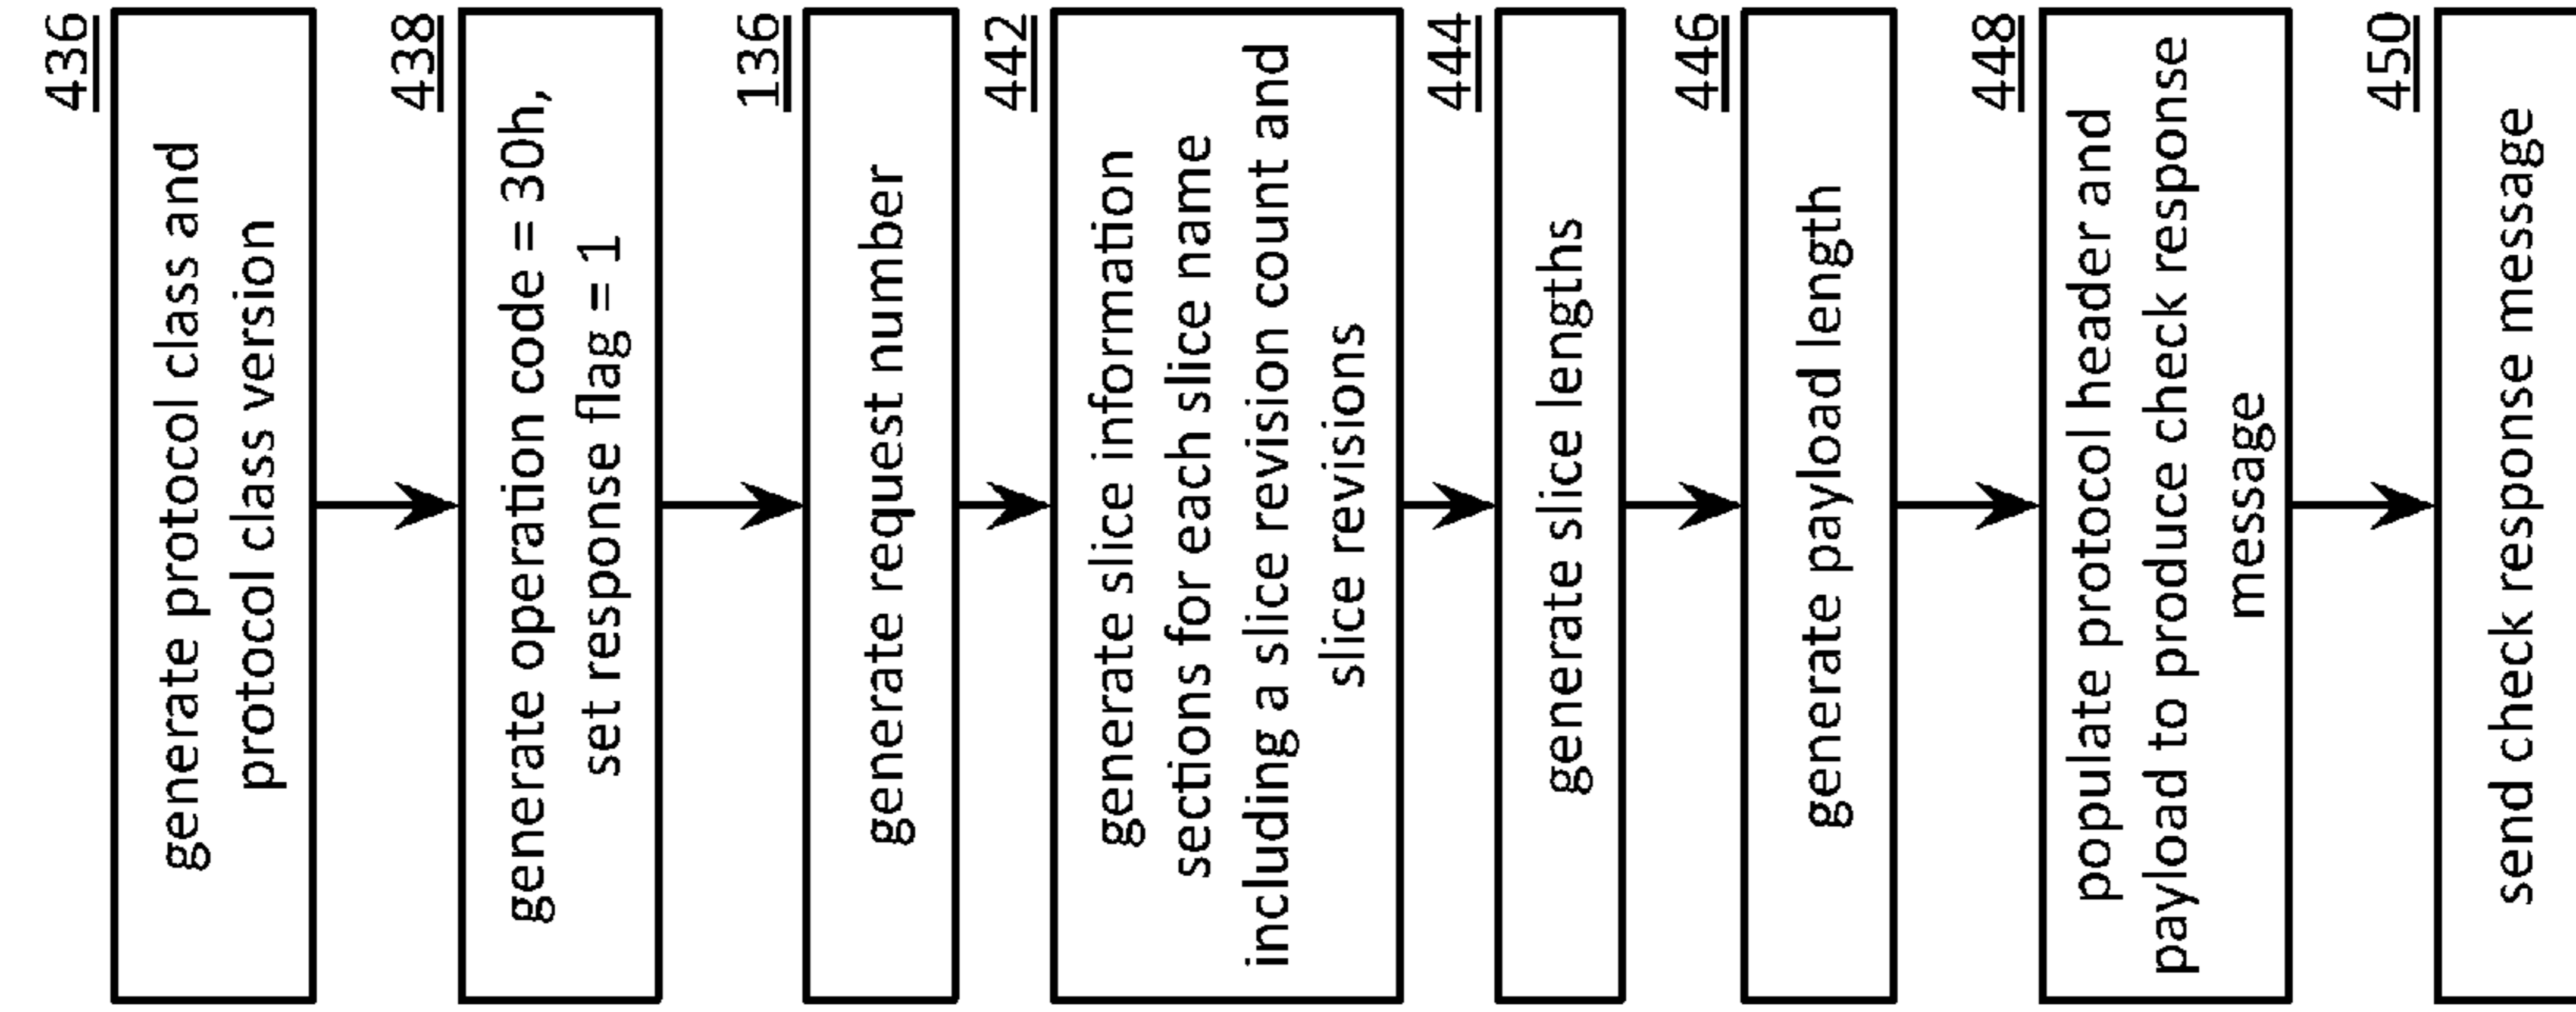 436
generate protocol class and
protocol class version
438
generate operation code = 30h,
set response flag = 1
136
generate request number
442
generate slice information
sections for each slice name
including a slice revision count and
slice revisions
444
generate slice lengths
446
generate payload length
448
populate protocol header and
payload to produce check response
message
450
send check response message